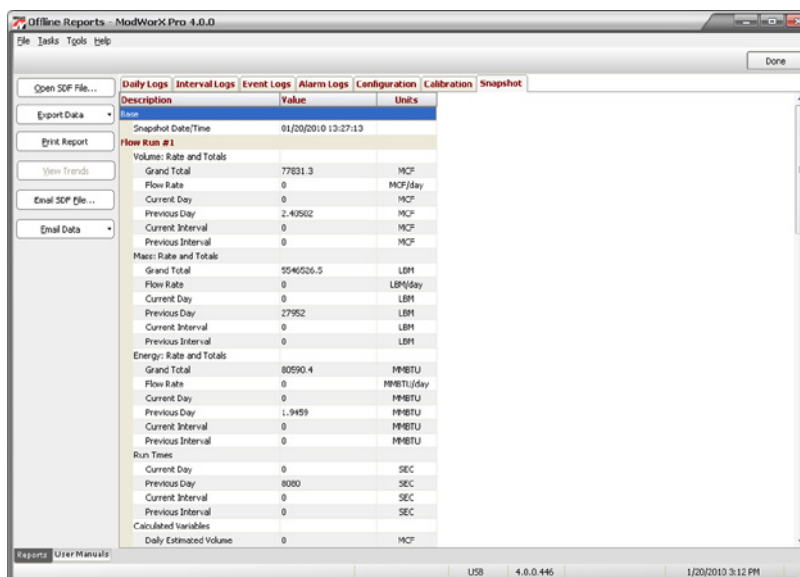 Offline Reports - ModWorX Pro 4.0.0
File Tasks Tools Help
Done
Open SDF File...
Export Data
Print Report
View Trends
Email SDF File...
Email Data
Daily Logs Interval Logs Event Logs Alarm Logs Configuration Calibration Snapshot
Description Value Units
Base
Snapshot Date/Time 01/20/2010 13:27:13
Flow Run #1
Volume: Rate and Totals
Grand Total 77831.3 MCF
Flow Rate 0 MCF/day
Current Day 0 MCF
Previous Day 2.40502 MCF
Current Interval 0 MCF
Previous Interval 0 MCF
Mass: Rate and Totals
Grand Total 5546526.5 LBM
Flow Rate 0 LBM/day
Current Day 0 LBM
Previous Day 27952 LBM
Current Interval 0 LBM
Previous Interval 0 LBM
Energy: Rate and Totals
Grand Total 80590.4 MMBTU
Flow Rate 0 MMBTU/day
Current Day 0 MMBTU
Previous Day 1.9459 MMBTU
Current Interval 0 MMBTU
Previous Interval 0 MMBTU
Run Times
Current Day 0 SEC
Previous Day 8080 SEC
Current Interval 0 SEC
Previous Interval 0 SEC
Calculated Variables
Daily Estimated Volume 0 MCF
Reports User Manuals
USB 4.0.0.446 1/20/2010 3:12 PM